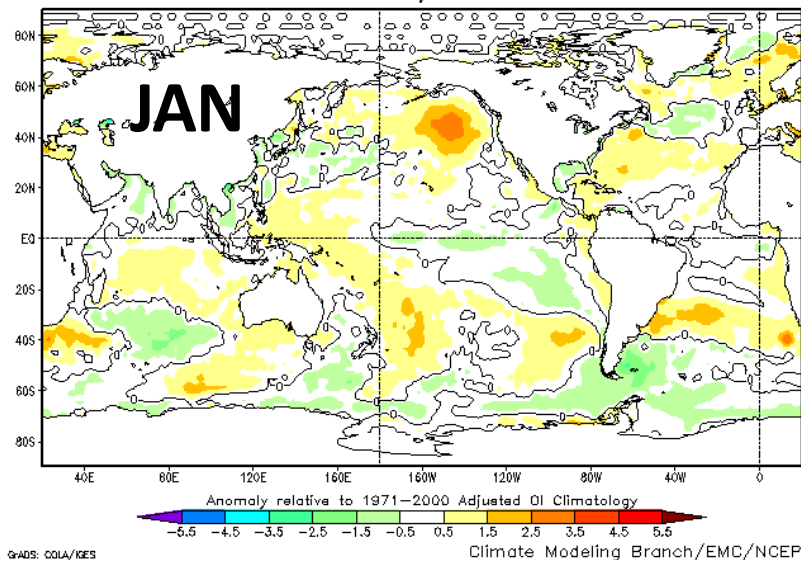 80N
60N
JAN
40N
20N
EQ
20S
40S
60S
80S
40E 80E 120E 160E 160W 120W 80W 40W 0
Anomaly relative to 1971–2000 Adjusted OI Climatology
-5.5 -4.5 -3.5 -2.5 -1.5 -0.5 0.5 1.5 2.5 3.5 4.5 5.5
GrADS: COLA/IGES
Climate Modeling Branch/EMC/NCEP